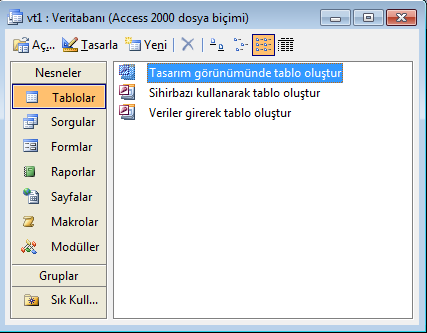 vt1 : Veritabanı (Access 2000 dosya biçimi)
Aç... Tasarla Yeni
Nesneler
Tablolar
Sorgular
Formlar
Raporlar
Sayfalar
Makrolar
Modüller
Gruplar
Sık Kull...
Tasarım görünümünde tablo oluştur
Sihirbazı kullanarak tablo oluştur
Veriler girerek tablo oluştur